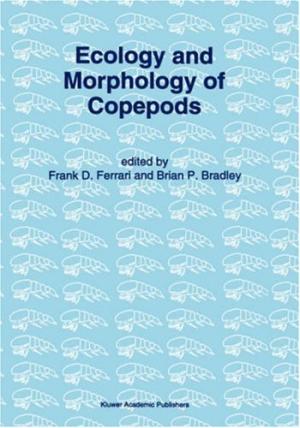 Ecology and
Morphology of
Copepods
edited by
Frank D. Ferrari and Brian P. Bradley
Kluwer Academic Publishers